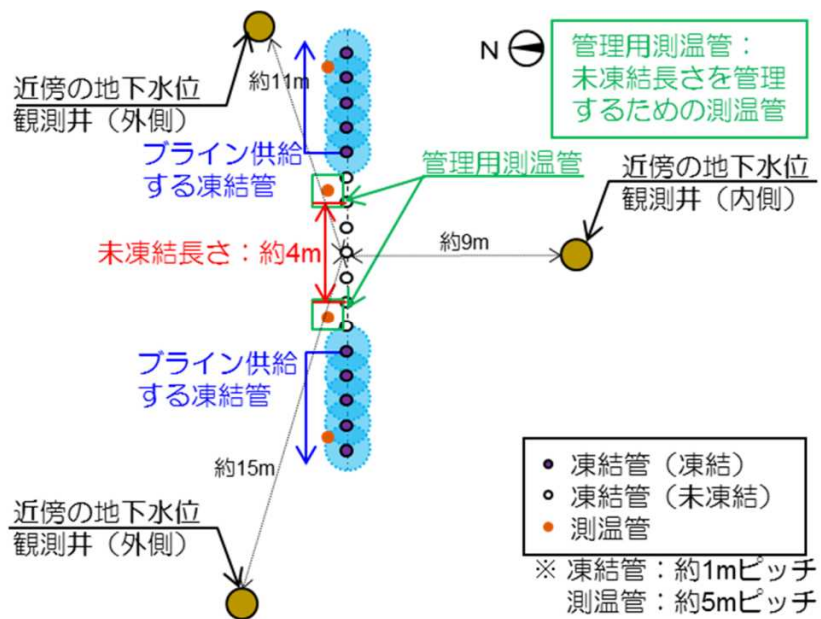 近傍の地下水位
観測井（外側）
約11m
N
管理用測温管：
未凍結長さを管理
するための測温管
ブライン供給
する凍結管
管理用測温管
近傍の地下水位
観測井（内側）
未凍結長さ：約4m
約9m
ブライン供給
する凍結管
約15m
近傍の地下水位
観測井（外側）
凍結管（凍結）
凍結管（未凍結）
測温管
※ 凍結管：約1mピッチ
測温管：約5mピッチ